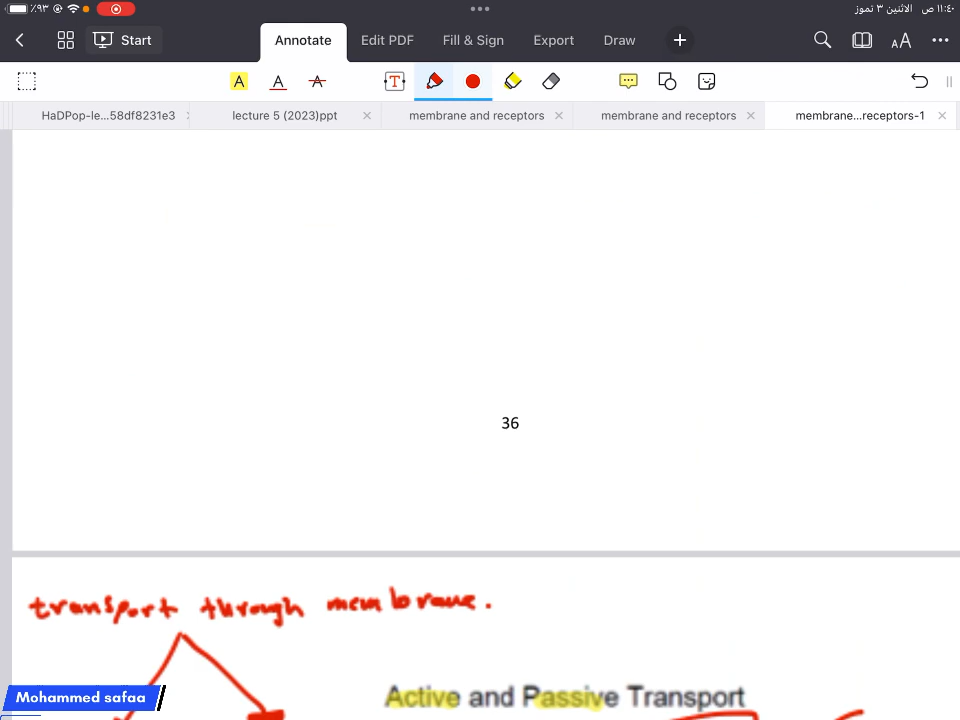 ٪٩٣ ١١:٤٠ ص الاثنين ٣ تموز
Start Annotate Edit PDF Fill & Sign Export Draw + AA
A A A T
HaDPop-le...58df8231e3 lecture 5 (2023)ppt membrane and receptors membrane and receptors membrane...receptors-1
36
transport through membrane.
Active and Passive Transport
Mohammed safaa